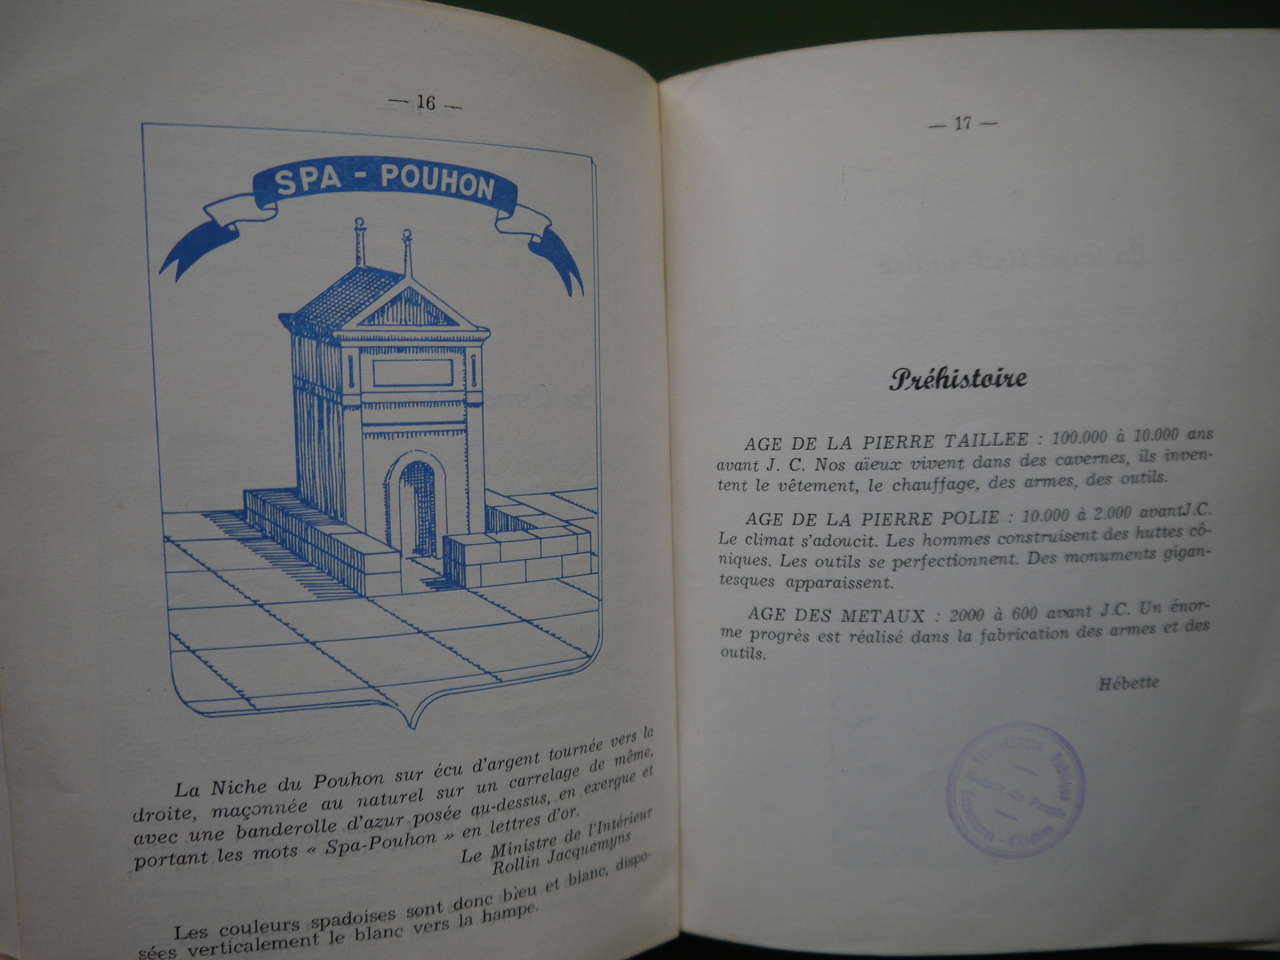 — 16 —
SPA - POUHON
La Niche du Pouhon sur écu d'argent tournée vers la
droite, maçonnée au naturel sur un carrelage de même,
avec une banderolle d'azur posée au-dessus, en exergue et
portant les mots « Spa-Pouhon » en lettres d'or.
Le Ministre de l'Intérieur
Rollin Jacquemyns
Les couleurs spadoises sont donc bleu et blanc, dispo-
sées verticalement le blanc vers la hampe.
— 17 —
Préhistoire
AGE DE LA PIERRE TAILLEE : 100.000 à 10.000 ans
avant J. C. Nos aïeux vivent dans des cavernes, ils inven-
tent le vêtement, le chauffage, des armes, des outils.
AGE DE LA PIERRE POLIE : 10.000 à 2.000 avantJ.C.
Le climat s'adoucit. Les hommes construisent des huttes cô-
niques. Les outils se perfectionnent. Des monuments gigan-
tesques apparaissent.
AGE DES METAUX : 2000 à 600 avant J.C. Un énor-
me progrès est réalisé dans la fabrication des armes et des
outils.
Hébette
du Peuple